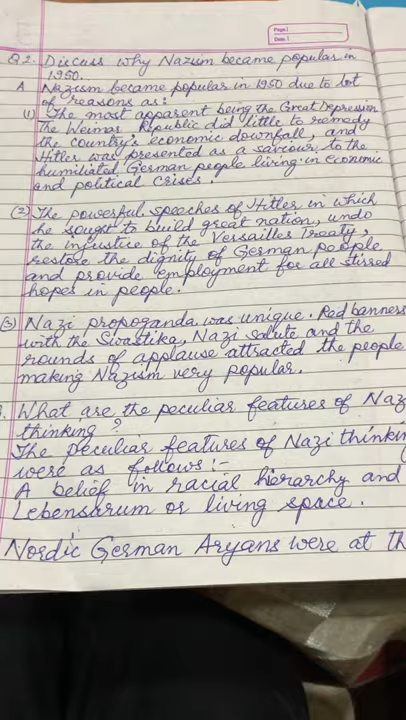 Page:
Date:
Q2. Discuss why Nazism became popular in
1950.
A Nazism became popular in 1950 due to lot
of reasons as:
(1) The most apparent being the Great Depression
The Weimar Republic did little to remedy
the country's economic downfall, and
Hitler was presented as a saviour to the
humiliated German people living in economic
and political crises.
(2) The powerful speeches of Hitler in which
he sought to build great nation, undo
the injustice of the Versailles Treaty,
restore the dignity of German people
and provide employment for all stirred
hopes in people.
(3) Nazi propoganda was unique. Red banners
with the Swastika, Nazi salute and the
rounds of applause attracted the people
making Nazism very popular.
What are the peculiar features of Naz
thinking?
The peculiar features of Nazi thinkin
were as follows:-
A belief in racial hierarchy and
Lebensarum or living space.
Nordic German Aryans were at th